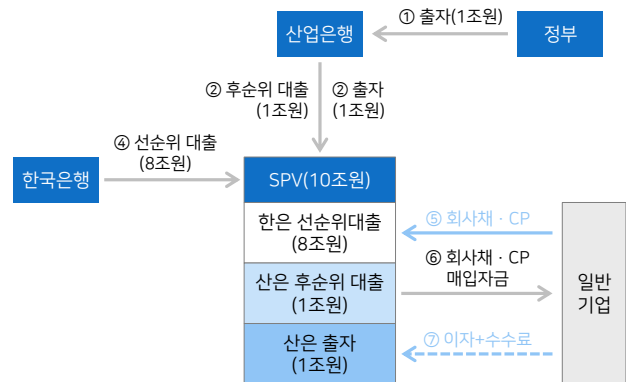 ① 출자(1조원)
산업은행
정부
② 후순위 대출
(1조원)
② 출자
(1조원)
④ 선순위 대출
(8조원)
한국은행
SPV(10조원)
한은 선순위대출
(8조원)
⑤ 회사채 · CP
⑥ 회사채 · CP
매입자금
일반
기업
산은 후순위 대출
(1조원)
⑦ 이자+수수료
산은 출자
(1조원)